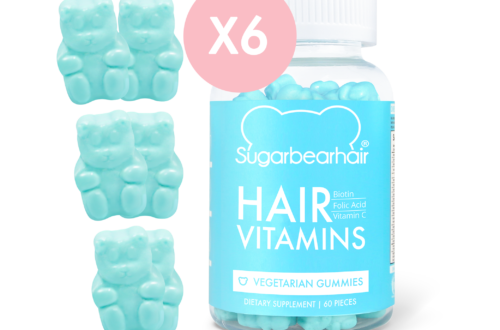 X6
Sugarbearhair®
HAIR
Biotin
Folic Acid
Vitamin C
VITAMINS
VEGETARIAN GUMMIES
DIETARY SUPPLEMENT / 60 PIECES